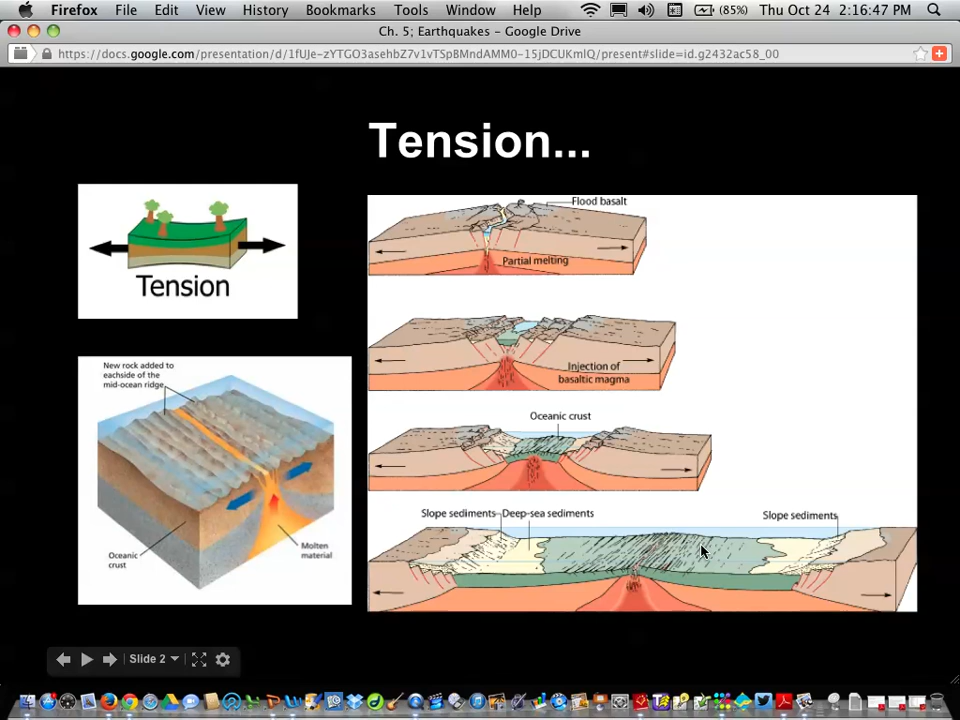 Firefox File Edit View History Bookmarks Tools Window Help (85%) Thu Oct 24 2:16:47 PM
Ch. 5; Earthquakes - Google Drive
https://docs.google.com/presentation/d/1fUJe-zYTGO3asehbZ7v1vTSpBMndAMM0-15jDCUKmlQ/present#slide=id.g2432ac58_00
Tension...
Tension
Flood basalt
Partial melting
Injection of
basaltic magma
Oceanic crust
Slope sediments
Deep-sea sediments
Slope sediments
New rock added to
eachside of the
mid-ocean ridge
Oceanic
crust
Molten
material
Slide 2